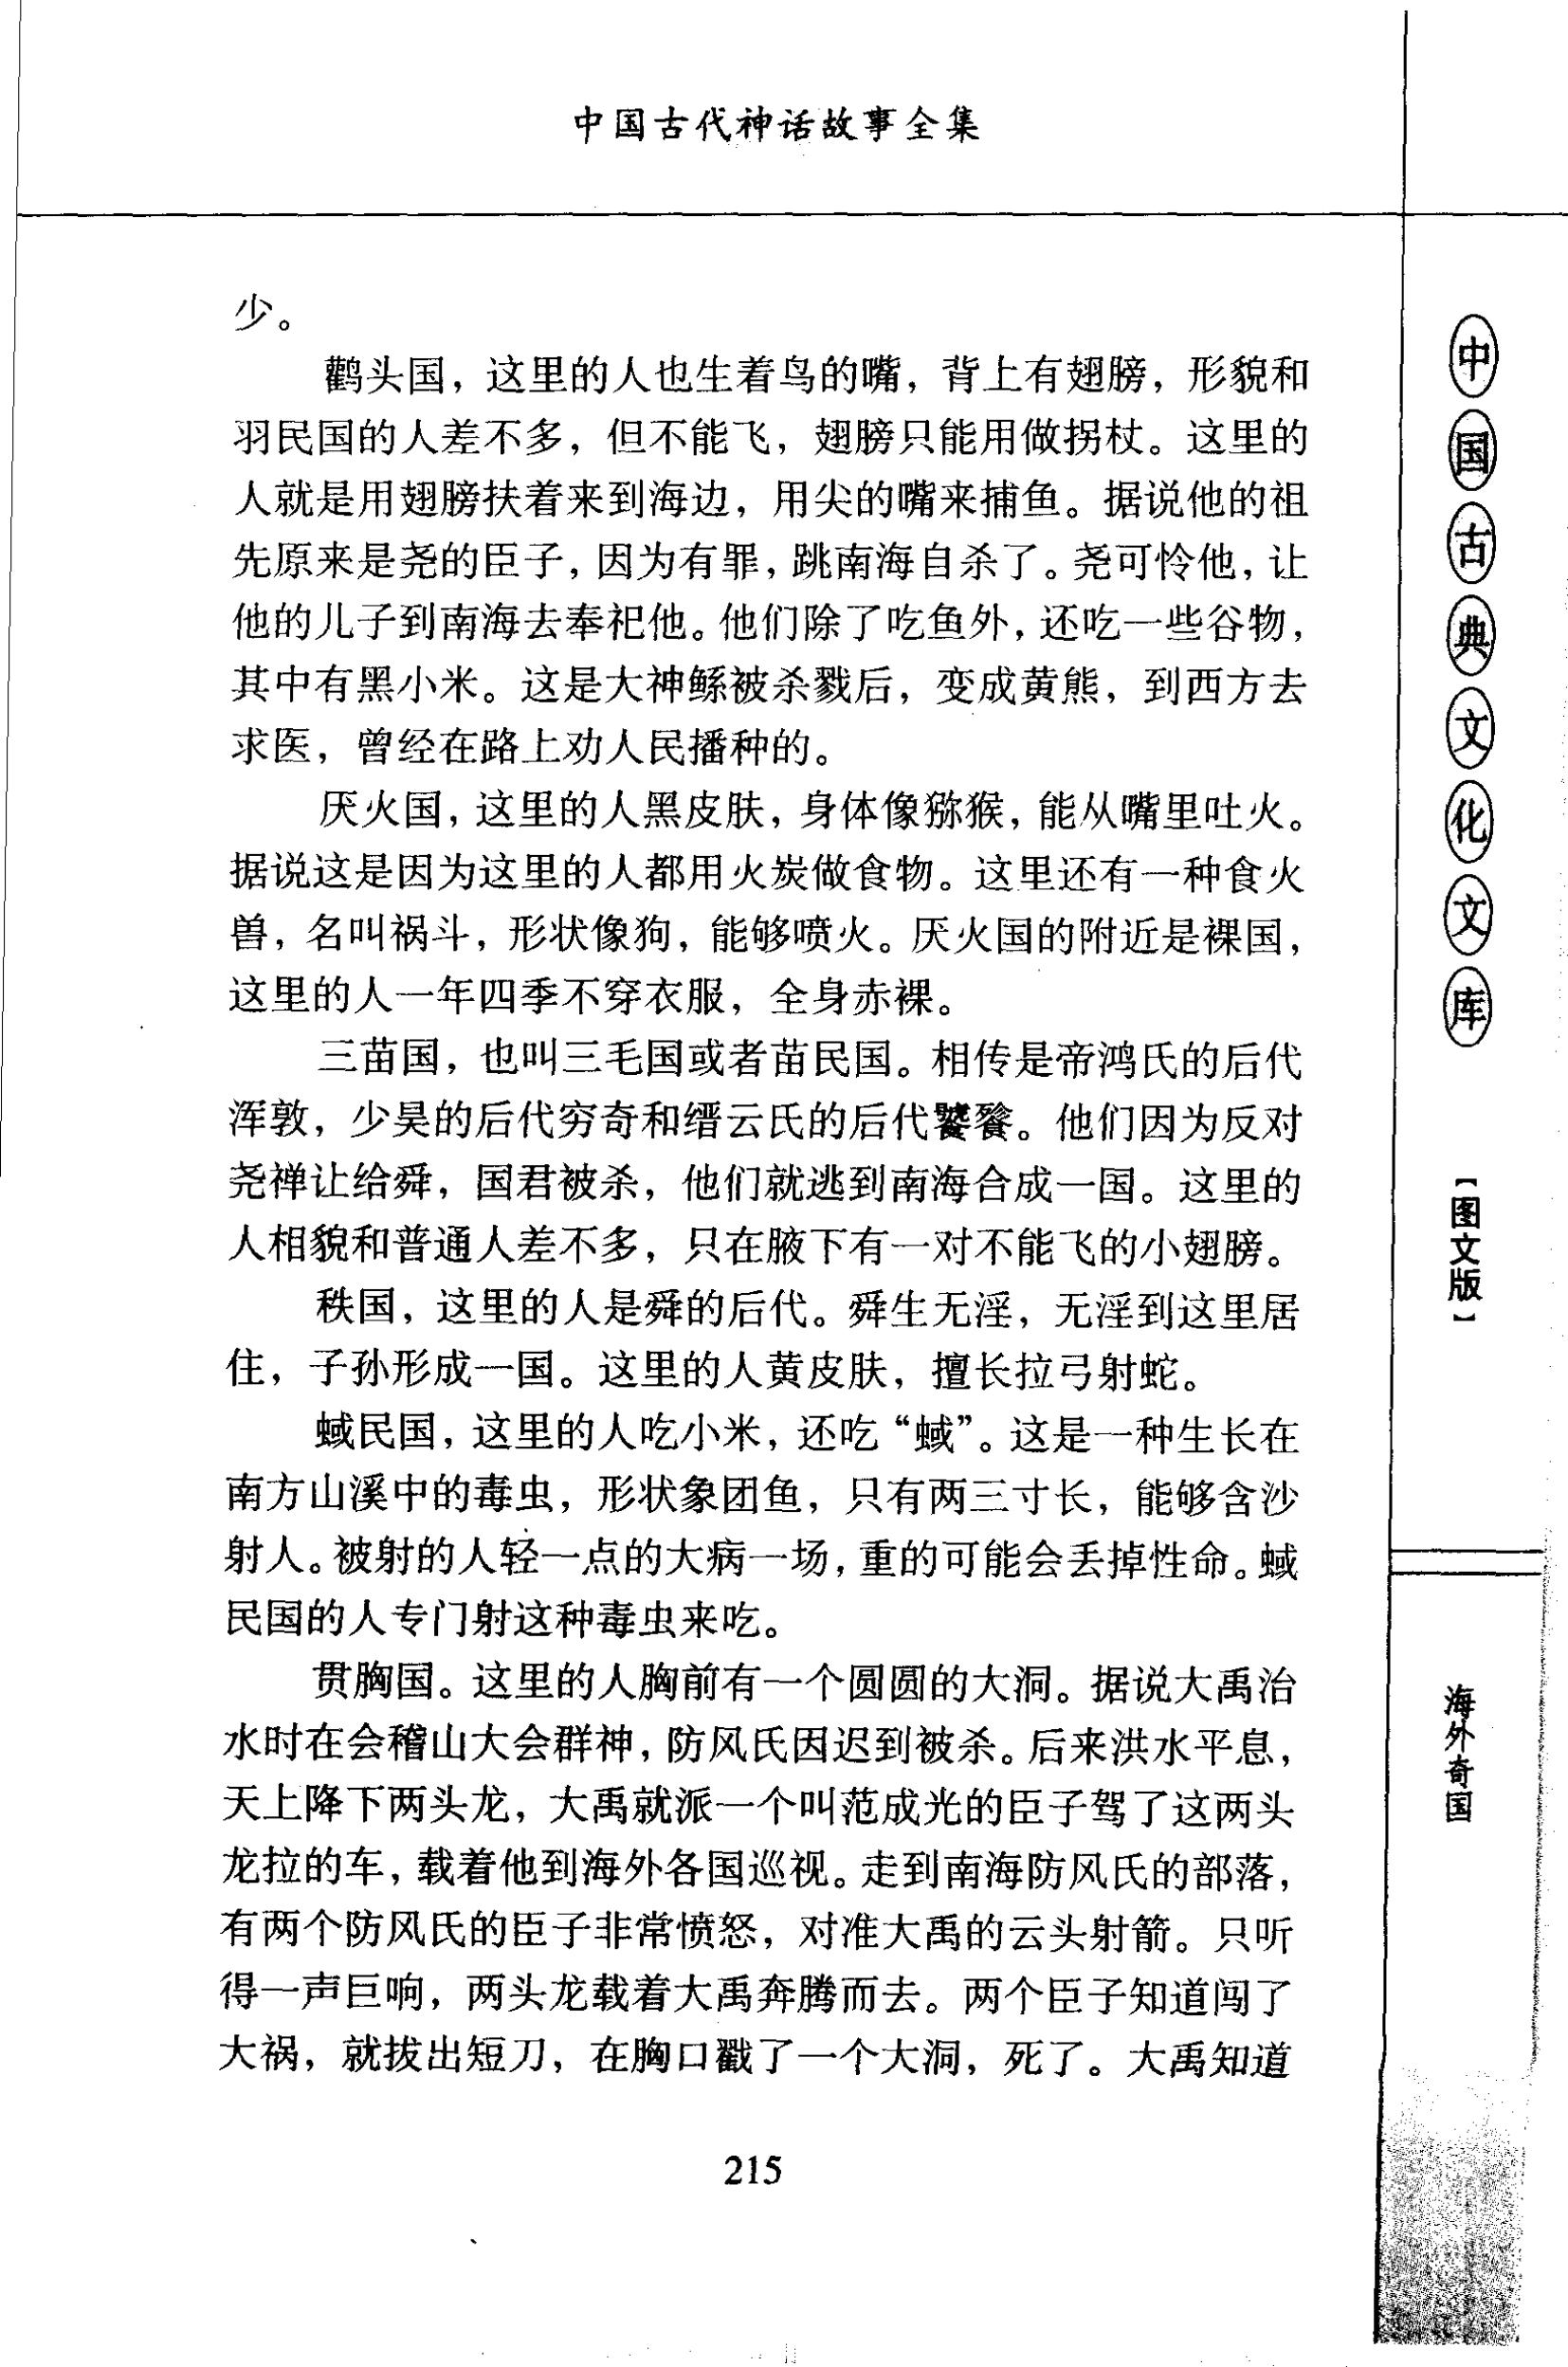 中国古代神话故事全集
少。
鹳头国，这里的人也生着鸟的嘴，背上有翅膀，形貌和
羽民国的人差不多，但不能飞，翅膀只能用做拐杖。这里的
人就是用翅膀扶着来到海边，用尖的嘴来捕鱼。据说他的祖
先原来是尧的臣子，因为有罪，跳南海自杀了。尧可怜他，让
他的儿子到南海去奉祀他。他们除了吃鱼外，还吃一些谷物，
其中有黑小米。这是大神鲧被杀戮后，变成黄熊，到西方去
求医，曾经在路上劝人民播种的。
厌火国，这里的人黑皮肤，身体像猕猴，能从嘴里吐火。
据说这是因为这里的人都用火炭做食物。这里还有一种食火
兽，名叫祸斗，形状像狗，能够喷火。厌火国的附近是裸国，
这里的人一年四季不穿衣服，全身赤裸。
三苗国，也叫三毛国或者苗民国。相传是帝鸿氏的后代
浑敦，少昊的后代穷奇和缙云氏的后代饕餮。他们因为反对
尧禅让给舜，国君被杀，他们就逃到南海合成一国。这里的
人相貌和普通人差不多，只在腋下有一对不能飞的小翅膀。
秩国，这里的人是舜的后代。舜生无淫，无淫到这里居
住，子孙形成一国。这里的人黄皮肤，擅长拉弓射蛇。
蜮民国，这里的人吃小米，还吃“蜮”。这是一种生长在
南方山溪中的毒虫，形状象团鱼，只有两三寸长，能够含沙
射人。被射的人轻一点的大病一场，重的可能会丢掉性命。蜮
民国的人专门射这种毒虫来吃。
贯胸国。这里的人胸前有一个圆圆的大洞。据说大禹治
水时在会稽山大会群神，防风氏因迟到被杀。后来洪水平息，
天上降下两头龙，大禹就派一个叫范成光的臣子驾了这两头
龙拉的车，载着他到海外各国巡视。走到南海防风氏的部落，
有两个防风氏的臣子非常愤怒，对准大禹的云头射箭。只听
得一声巨响，两头龙载着大禹奔腾而去。两个臣子知道闯了
大祸，就拔出短刀，在胸口戳了一个大洞，死了。大禹知道
215
中国古典文化文库
【图文版】
海外奇国